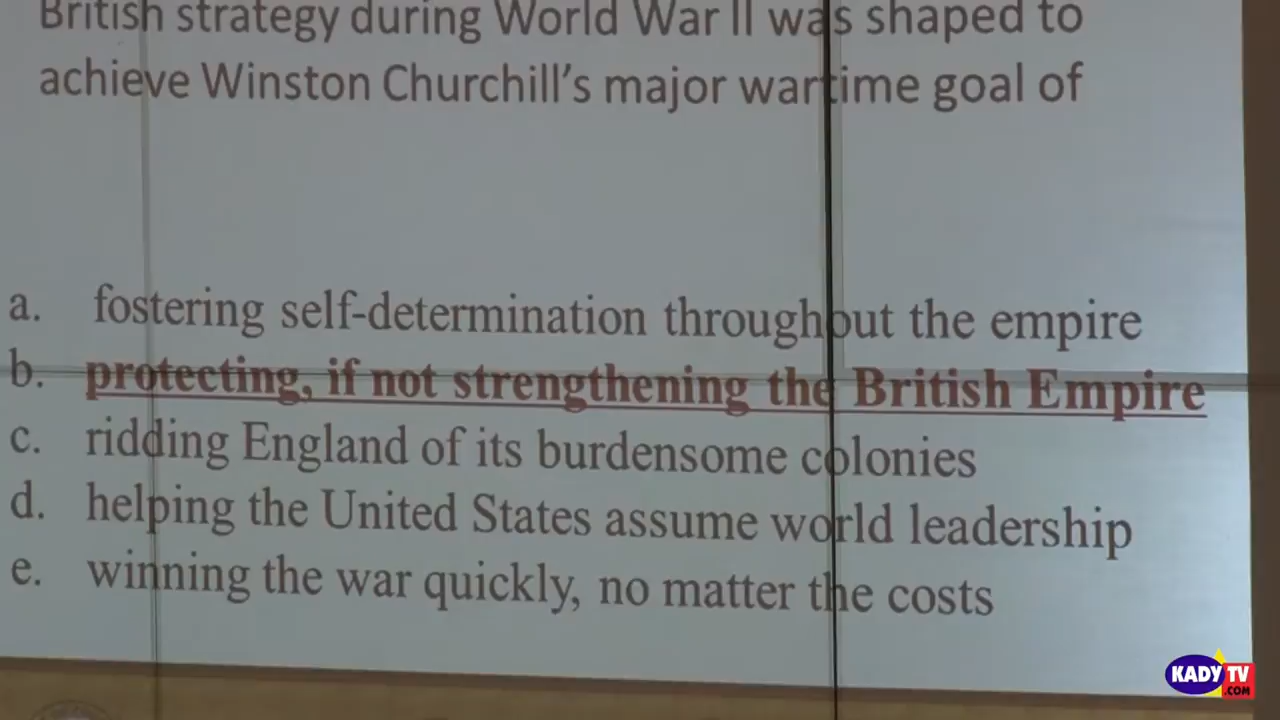 British strategy during World War II was shaped to
achieve Winston Churchill's major wartime goal of
a. fostering self-determination throughout the empire
b. protecting, if not strengthening the British Empire
c. ridding England of its burdensome colonies
d. helping the United States assume world leadership
e. winning the war quickly, no matter the costs
KADY TV
.COM